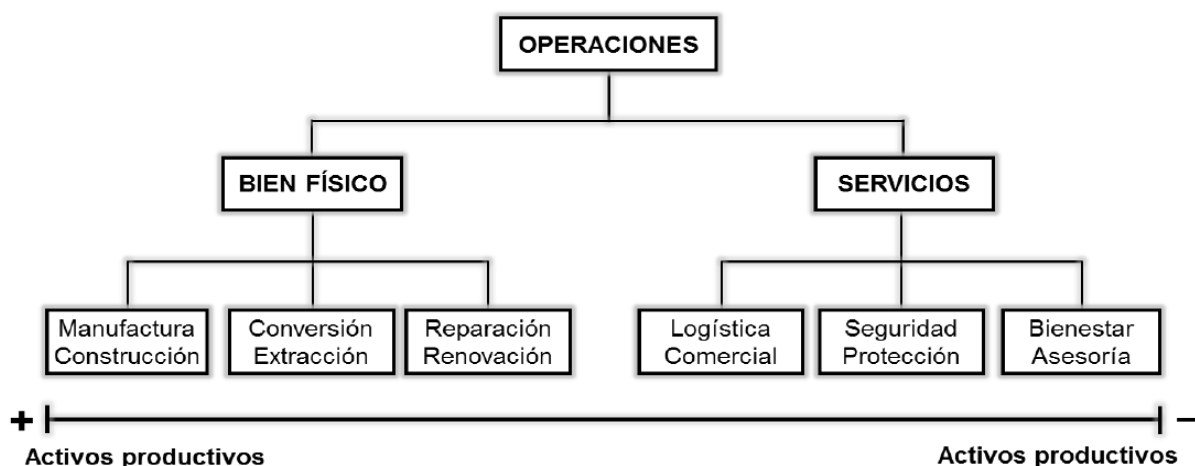 OPERACIONES
BIEN FÍSICO
SERVICIOS
Manufactura
Construcción
Conversión
Extracción
Reparación
Renovación
Logística
Comercial
Seguridad
Protección
Bienestar
Asesoría
+
−
Activos productivos
Activos productivos